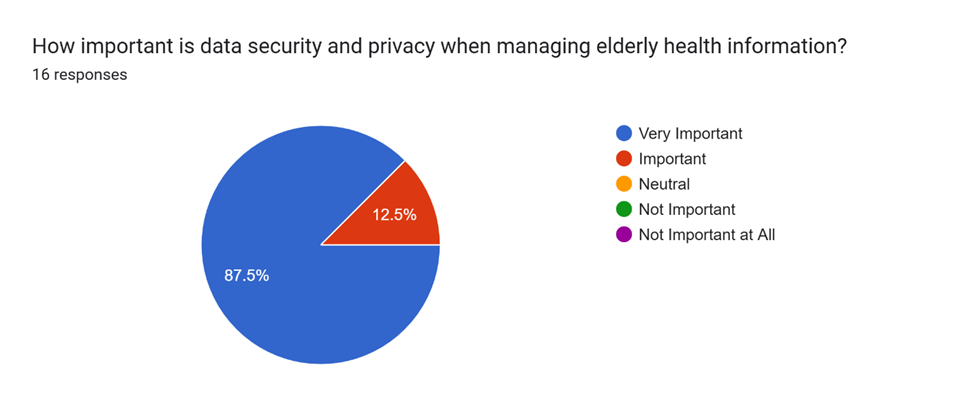 How important is data security and privacy when managing elderly health information?
16 responses
Very Important
Important
Neutral
Not Important
Not Important at All
12.5%
87.5%